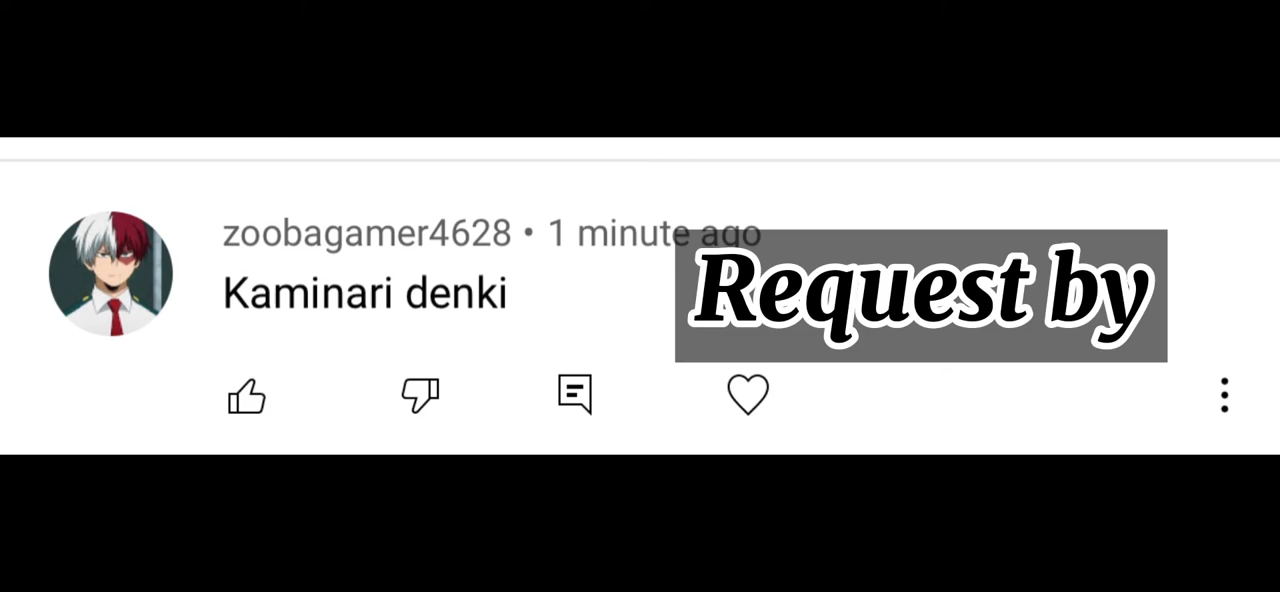 zoobagamer4628 • 1 minute ago
Kaminari denki
Request by